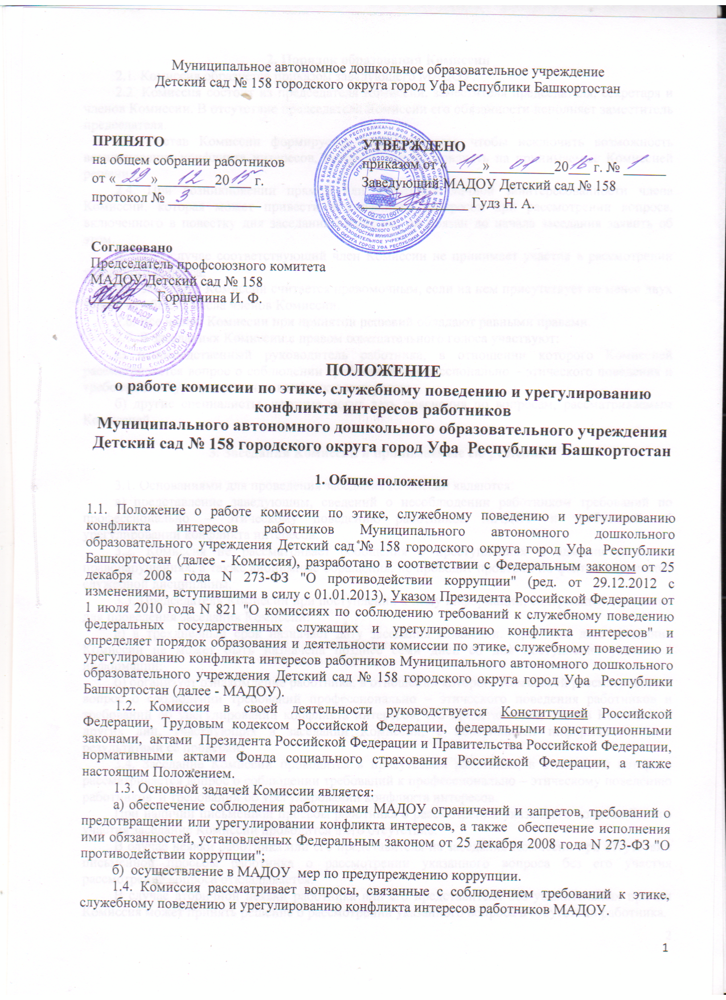 Муниципальное автономное дошкольное образовательное учреждение
Детский сад № 158 городского округа город Уфа Республики Башкортостан
ПРИНЯТО
на общем собрании работников
от « 29 » 12 2015 г.
протокол № 3
УТВЕРЖДЕНО
приказом от « 11 » 01 2016 г. № 1
Заведующий МАДОУ Детский сад № 158
Гудз Н. А.
Согласовано
Председатель профсоюзного комитета
МАДОУ Детский сад № 158
Горшенина И. Ф.
ПОЛОЖЕНИЕ
о работе комиссии по этике, служебному поведению и урегулированию
конфликта интересов работников
Муниципального автономного дошкольного образовательного учреждения
Детский сад № 158 городского округа город Уфа Республики Башкортостан
1. Общие положения
1.1. Положение о работе комиссии по этике, служебному поведению и урегулированию
конфликта интересов работников Муниципального автономного дошкольного
образовательного учреждения Детский сад № 158 городского округа город Уфа Республики
Башкортостан (далее - Комиссия), разработано в соответствии с Федеральным законом от 25
декабря 2008 года N 273-ФЗ "О противодействии коррупции" (ред. от 29.12.2012 с
изменениями, вступившими в силу с 01.01.2013), Указом Президента Российской Федерации от
1 июля 2010 года N 821 "О комиссиях по соблюдению требований к служебному поведению
федеральных государственных служащих и урегулированию конфликта интересов" и
определяет порядок образования и деятельности комиссии по этике, служебному поведению и
урегулированию конфликта интересов работников Муниципального автономного дошкольного
образовательного учреждения Детский сад № 158 городского округа город Уфа Республики
Башкортостан (далее - МАДОУ).
1.2. Комиссия в своей деятельности руководствуется Конституцией Российской
Федерации, Трудовым кодексом Российской Федерации, федеральными конституционными
законами, актами Президента Российской Федерации и Правительства Российской Федерации,
нормативными актами Фонда социального страхования Российской Федерации, а также
настоящим Положением.
1.3. Основной задачей Комиссии является:
а) обеспечение соблюдения работниками МАДОУ ограничений и запретов, требований о
предотвращении или урегулировании конфликта интересов, а также обеспечение исполнения
ими обязанностей, установленных Федеральным законом от 25 декабря 2008 года N 273-ФЗ "О
противодействии коррупции";
б) осуществление в МАДОУ мер по предупреждению коррупции.
1.4. Комиссия рассматривает вопросы, связанные с соблюдением требований к этике,
служебному поведению и урегулированию конфликта интересов работников МАДОУ.
1